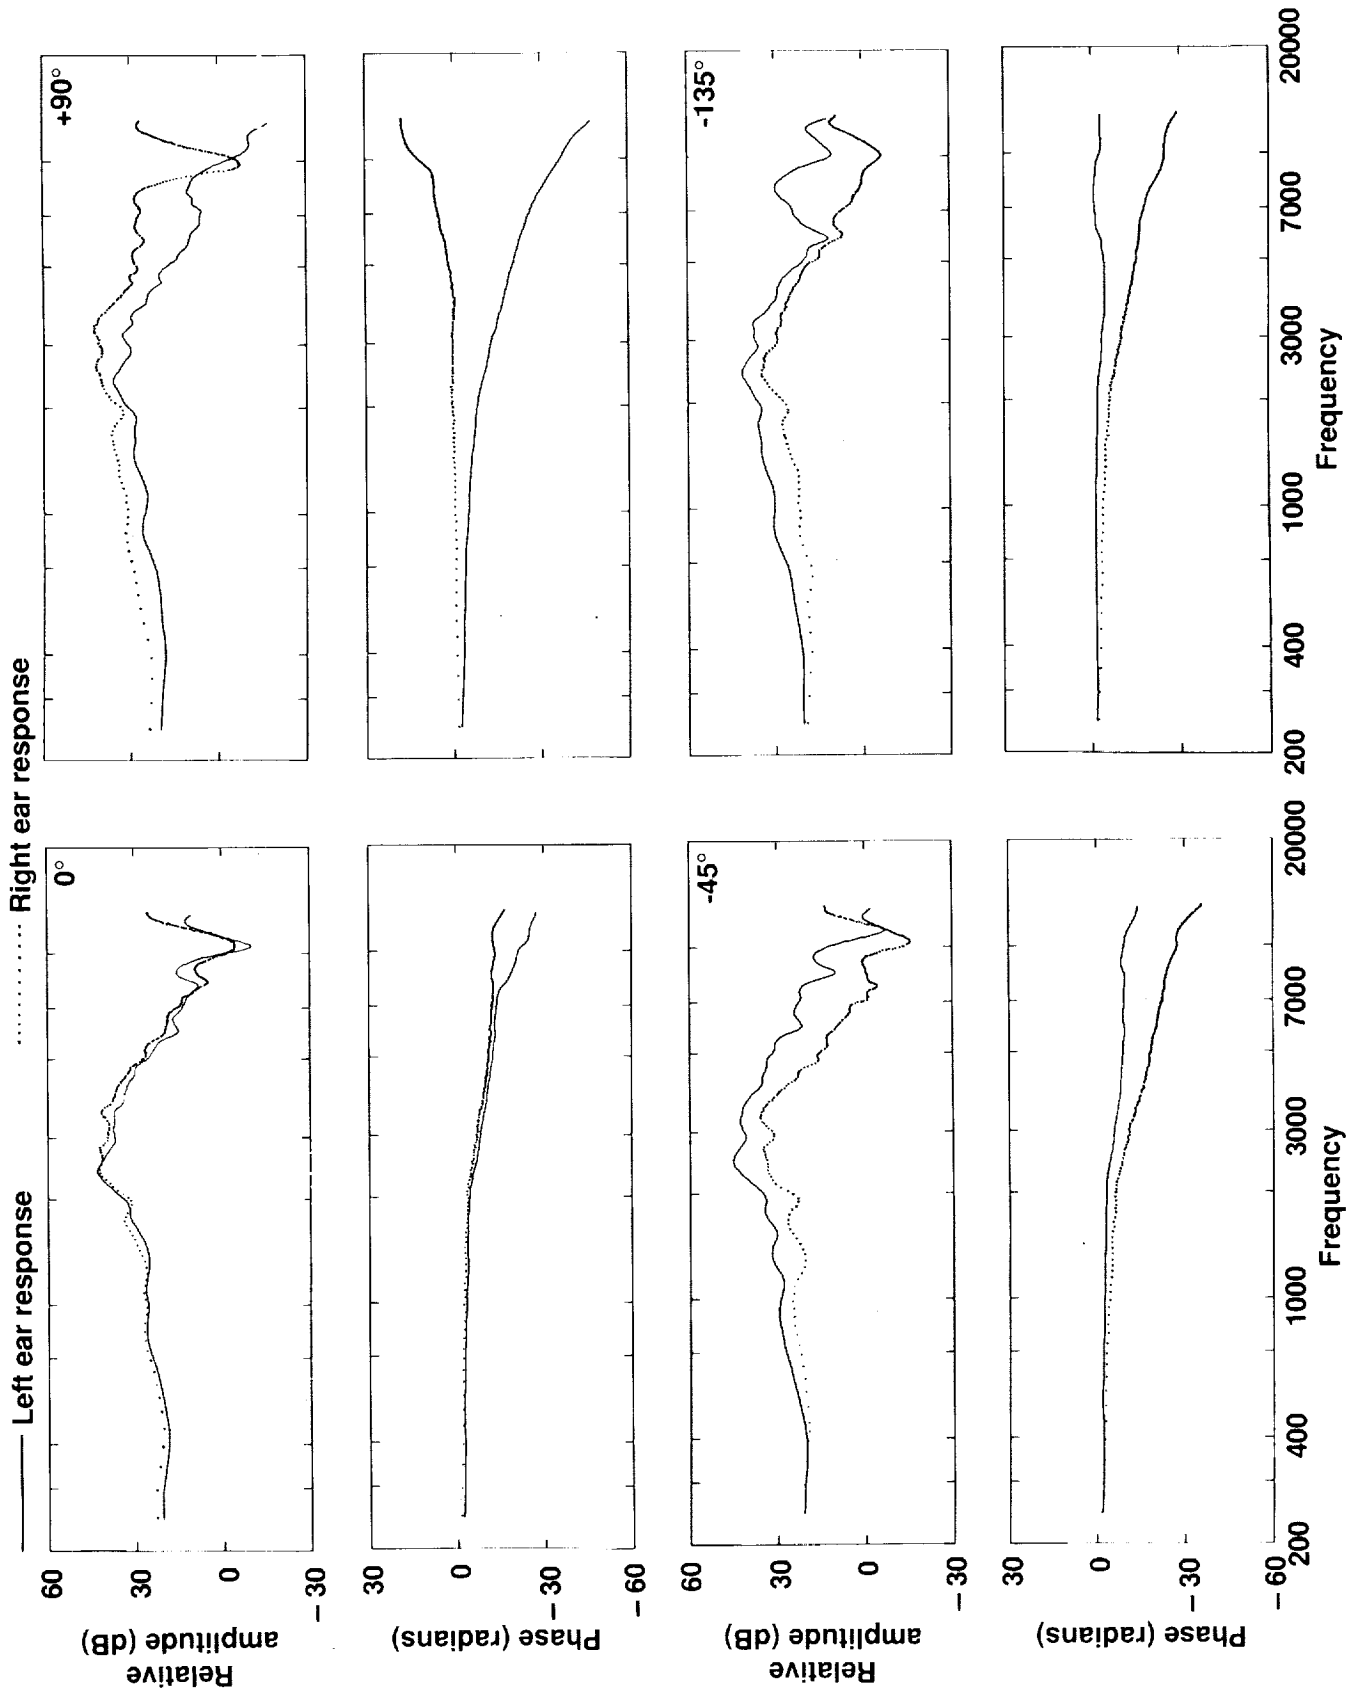 —— Left ear response ········ Right ear response
0°
+90°
60
30
0
– 30
Relative
amplitude (dB)
30
0
– 30
– 60
Phase (radians)
-45°
-135°
60
30
0
– 30
Relative
amplitude (dB)
30
0
– 30
– 60
Phase (radians)
200 400 1000 3000 7000 20000
Frequency
200 400 1000 3000 7000 20000
Frequency